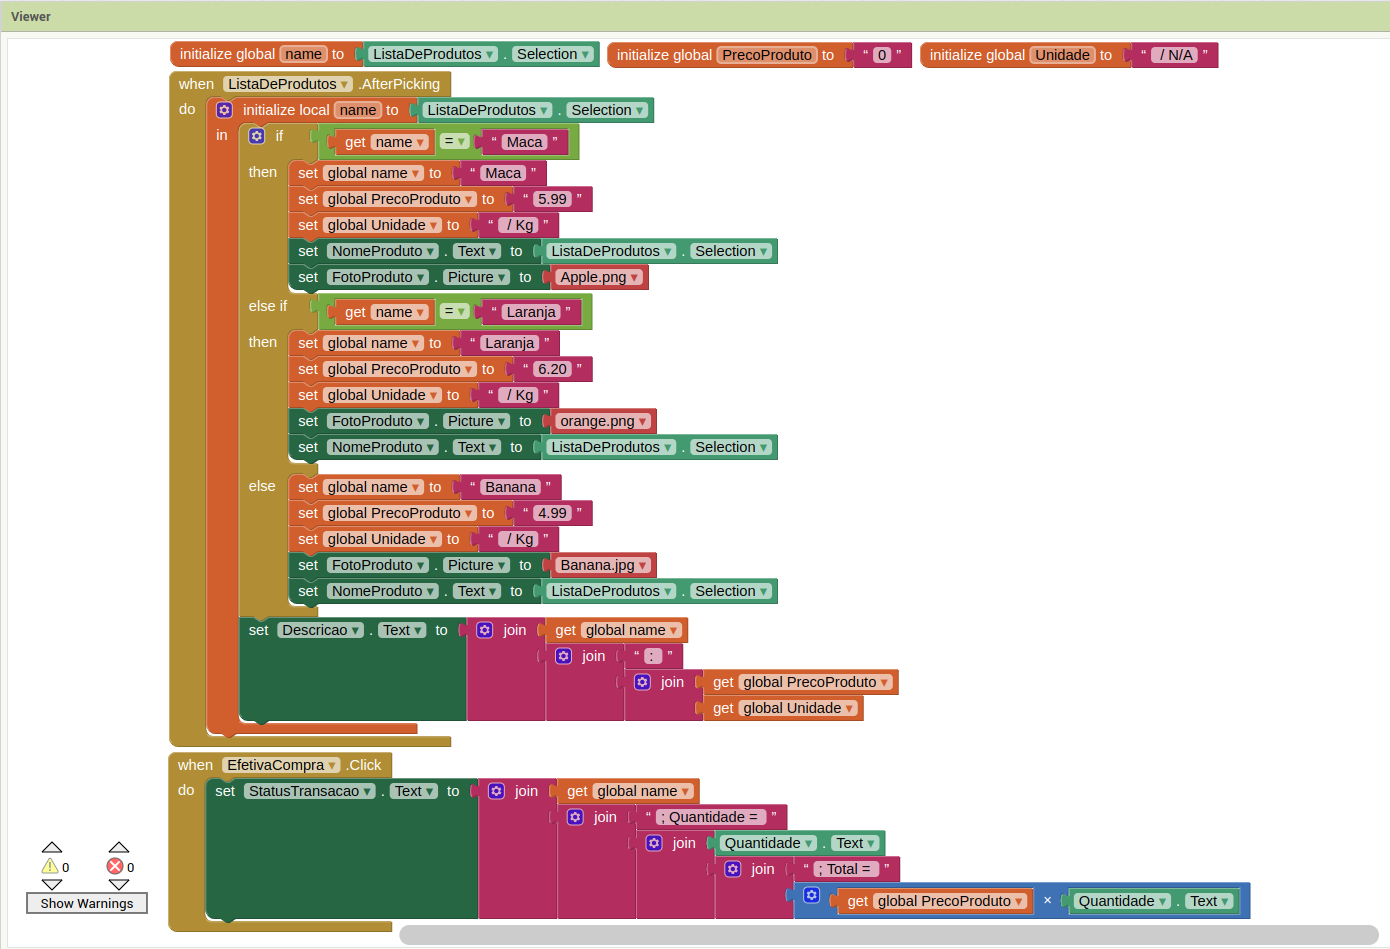 Viewer
initialize global name to ListaDeProdutos . Selection initialize global PrecoProduto to “ 0 ” initialize global Unidade to “ / N/A ”
when ListaDeProdutos .AfterPicking
do initialize local name to ListaDeProdutos . Selection
in if get name = “ Maca ”
then set global name to “ Maca ”
set global PrecoProduto to “ 5.99 ”
set global Unidade to “ / Kg ”
set NomeProduto . Text to ListaDeProdutos . Selection
set FotoProduto . Picture to Apple.png
else if get name = “ Laranja ”
then set global name to “ Laranja ”
set global PrecoProduto to “ 6.20 ”
set global Unidade to “ / Kg ”
set FotoProduto . Picture to orange.png
set NomeProduto . Text to ListaDeProdutos . Selection
else set global name to “ Banana ”
set global PrecoProduto to “ 4.99 ”
set global Unidade to “ / Kg ”
set FotoProduto . Picture to Banana.jpg
set NomeProduto . Text to ListaDeProdutos . Selection
set Descricao . Text to join get global name
join “ : ”
join get global PrecoProduto
get global Unidade
when EfetivaCompra .Click
do set StatusTransacao . Text to join get global name
join “ ; Quantidade = ”
join Quantidade . Text
join “ ; Total = ”
get global PrecoProduto × Quantidade . Text
0 0
Show Warnings